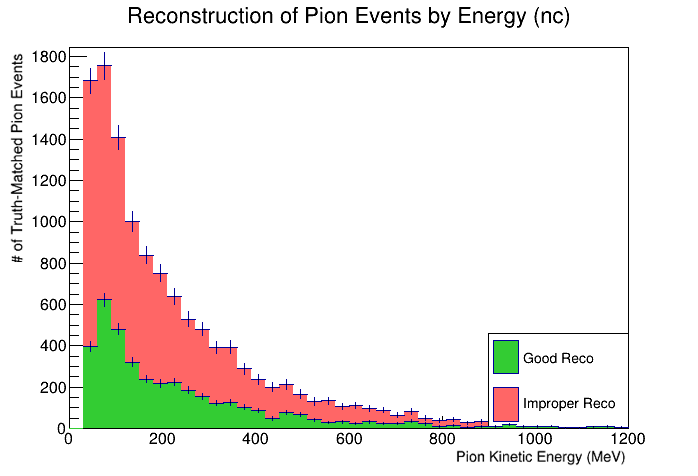 Reconstruction of Pion Events by Energy (nc)
# of Truth-Matched Pion Events
1800
1600
1400
1200
1000
800
600
400
200
0
Good Reco
Improper Reco
0 200 400 600 800 1000 1200
Pion Kinetic Energy (MeV)